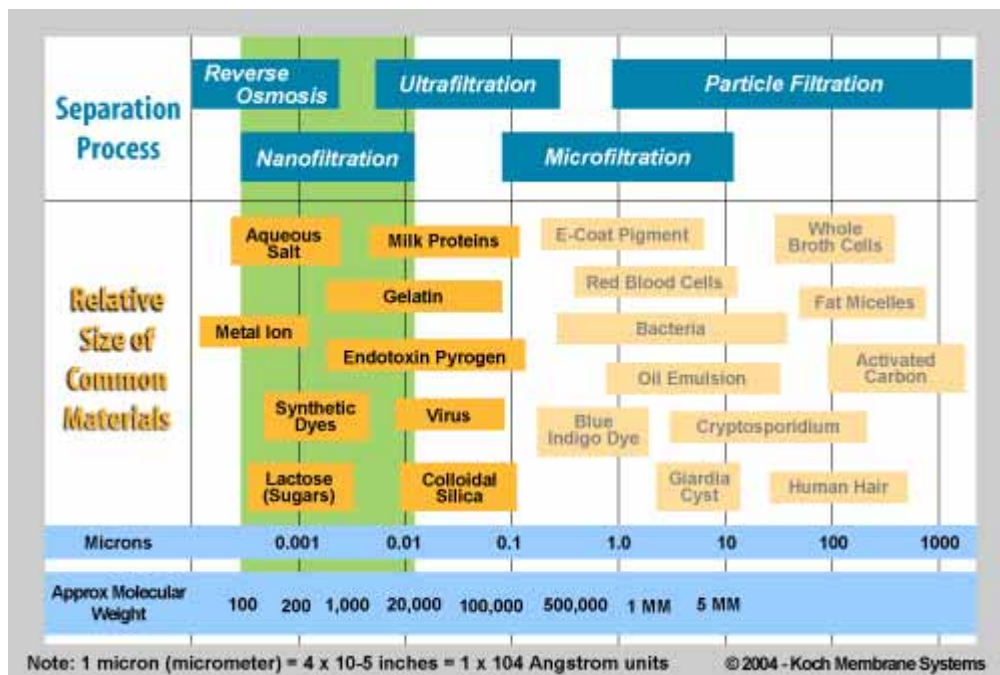 Separation
Process
Reverse
Osmosis
Ultrafiltration
Particle Filtration
Nanofiltration
Microfiltration
Relative
Size of
Common
Materials
Aqueous
Salt
Milk Proteins
E-Coat Pigment
Whole
Broth Cells
Gelatin
Red Blood Cells
Fat Micelles
Metal Ion
Bacteria
Endotoxin Pyrogen
Oil Emulsion
Activated
Carbon
Synthetic
Dyes
Virus
Blue
Indigo Dye
Cryptosporidium
Lactose
(Sugars)
Colloidal
Silica
Giardia
Cyst
Human Hair
Microns 0.001 0.01 0.1 1.0 10 100 1000
Approx Molecular
Weight
100 200 1,000 20,000 100,000 500,000 1 MM 5 MM
Note: 1 micron (micrometer) = 4 x 10-5 inches = 1 x 104 Angstrom units © 2004 - Koch Membrane Systems